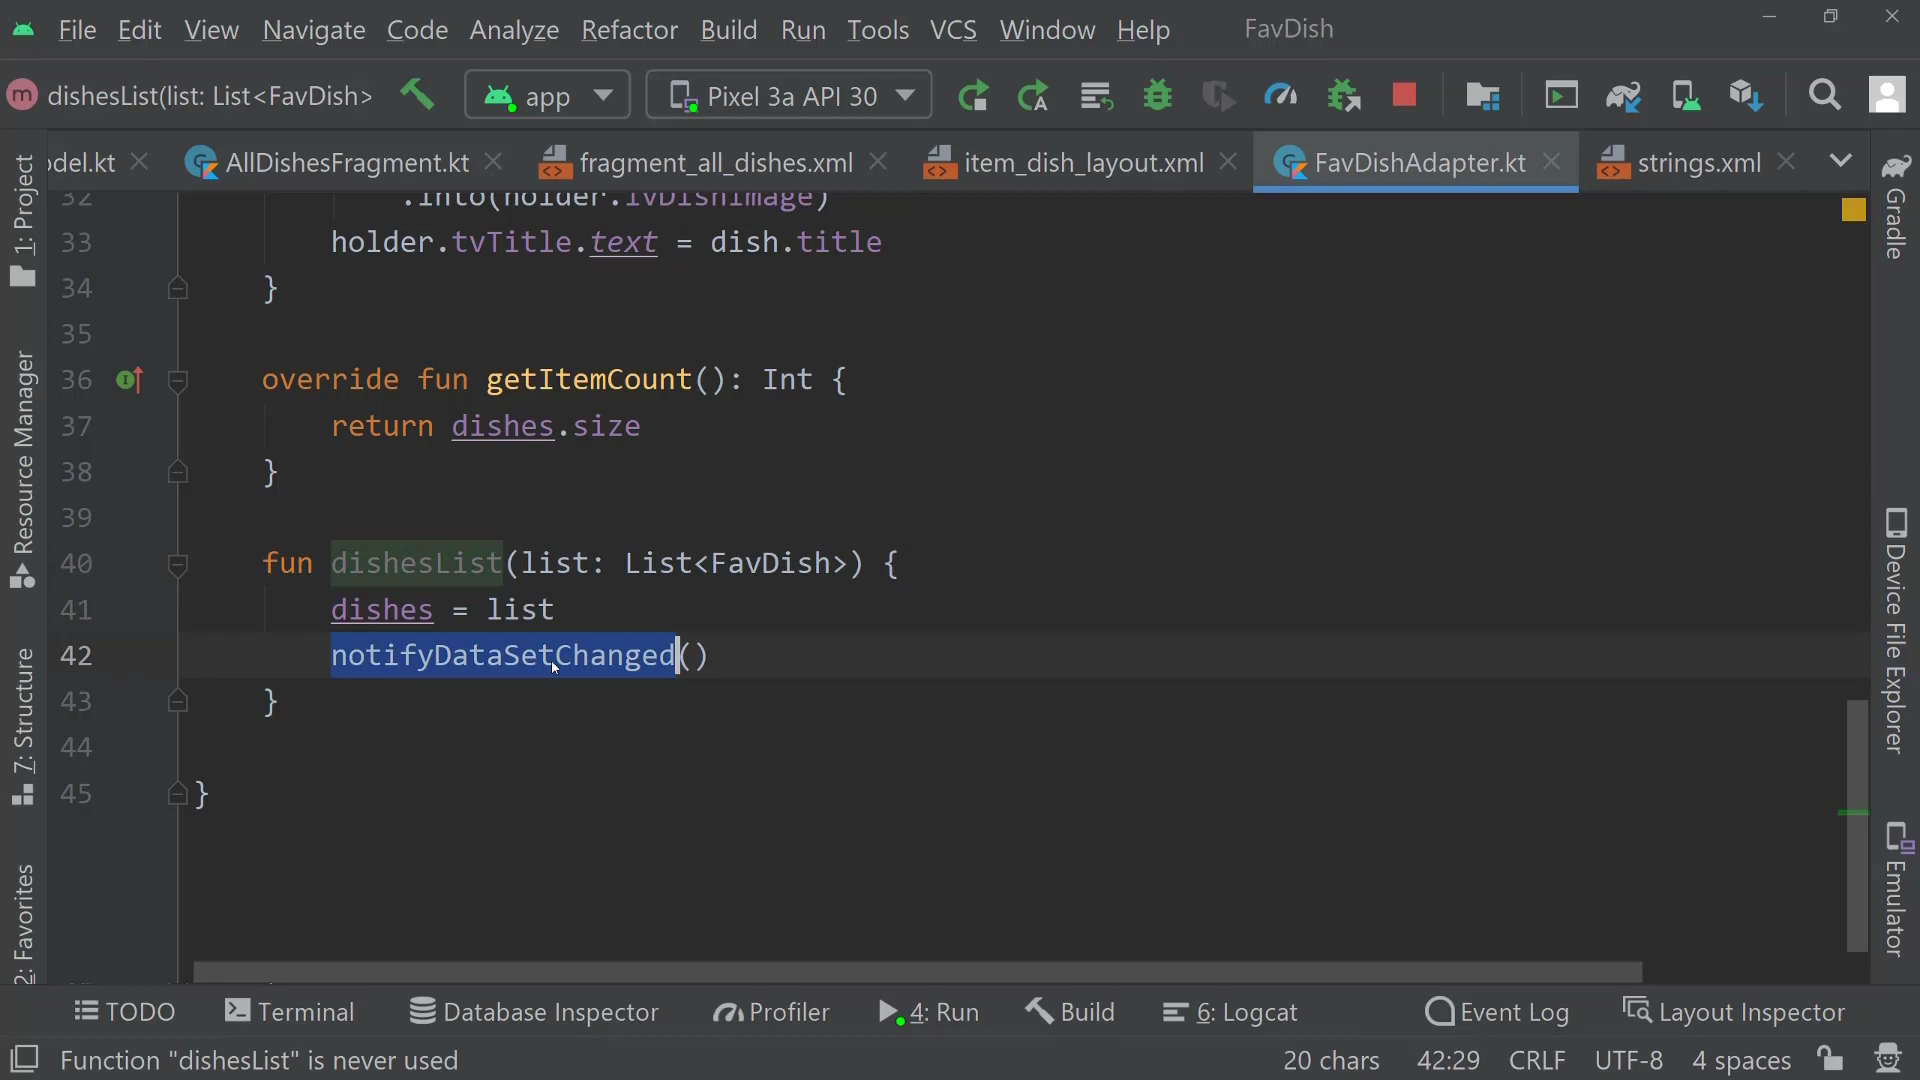 File Edit View Navigate Code Analyze Refactor Build Run Tools VCS Window Help FavDish
m dishesList(list: List<FavDish> app Pixel 3a API 30
odel.kt AllDishesFragment.kt fragment_all_dishes.xml item_dish_layout.xml FavDishAdapter.kt strings.xml
32 .into(holder.ivDishImage)
33 holder.tvTitle.text = dish.title
34 }
35
36 override fun getItemCount(): Int {
37 return dishes.size
38 }
39
40 fun dishesList(list: List<FavDish>) {
41 dishes = list
42 notifyDataSetChanged()
43 }
44
45 }
1: Project
Resource Manager
7: Structure
2: Favorites
Gradle
Device File Explorer
Emulator
TODO Terminal Database Inspector Profiler 4: Run Build 6: Logcat Event Log Layout Inspector
Function "dishesList" is never used 20 chars 42:29 CRLF UTF-8 4 spaces